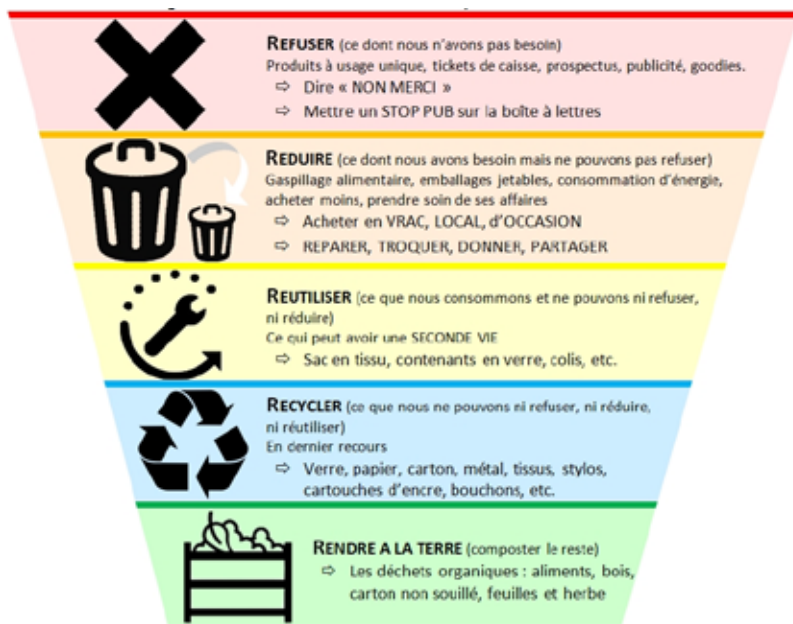 REFUSER (ce dont nous n'avons pas besoin)
Produits à usage unique, tickets de caisse, prospectus, publicité, goodies.
⇨ Dire « NON MERCI »
⇨ Mettre un STOP PUB sur la boîte à lettres
REDUIRE (ce dont nous avons besoin mais ne pouvons pas refuser)
Gaspillage alimentaire, emballages jetables, consommation d'énergie,
acheter moins, prendre soin de ses affaires
⇨ Acheter en VRAC, LOCAL, d'OCCASION
⇨ REPARER, TROQUER, DONNER, PARTAGER
REUTILISER (ce que nous consommons et ne pouvons ni refuser,
ni réduire)
Ce qui peut avoir une SECONDE VIE
⇨ Sac en tissu, contenants en verre, colis, etc.
RECYCLER (ce que nous ne pouvons ni refuser, ni réduire,
ni réutiliser)
En dernier recours
⇨ Verre, papier, carton, métal, tissus, stylos,
cartouches d'encre, bouchons, etc.
RENDRE A LA TERRE (composter le reste)
⇨ Les déchets organiques : aliments, bois,
carton non souillé, feuilles et herbe